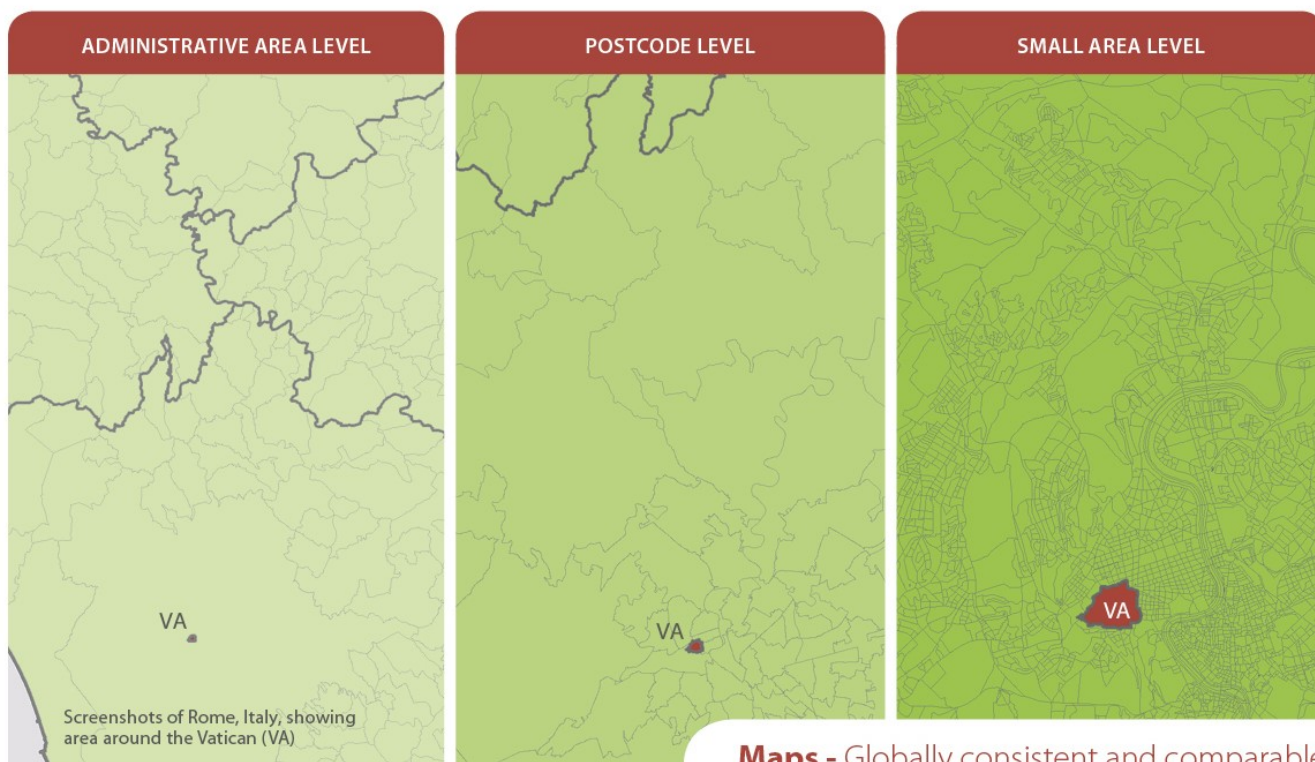 ADMINISTRATIVE AREA LEVEL
POSTCODE LEVEL
SMALL AREA LEVEL
VA
Screenshots of Rome, Italy, showing
area around the Vatican (VA)
VA
VA
Maps - Globally consistent and comparable